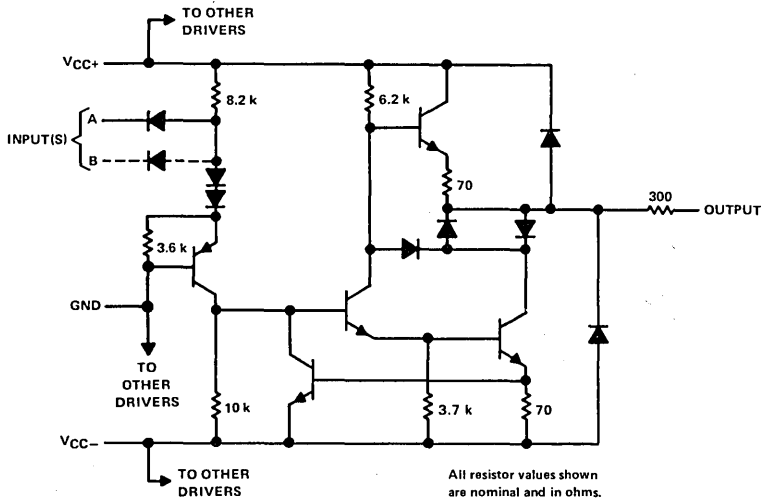 TO OTHER
DRIVERS
VCC+
8.2 k
6.2 k
A
INPUT(S)
B
70
300
OUTPUT
3.6 k
GND
TO
OTHER
DRIVERS
10 k
3.7 k
70
VCC–
TO OTHER
DRIVERS
All resistor values shown
are nominal and in ohms.